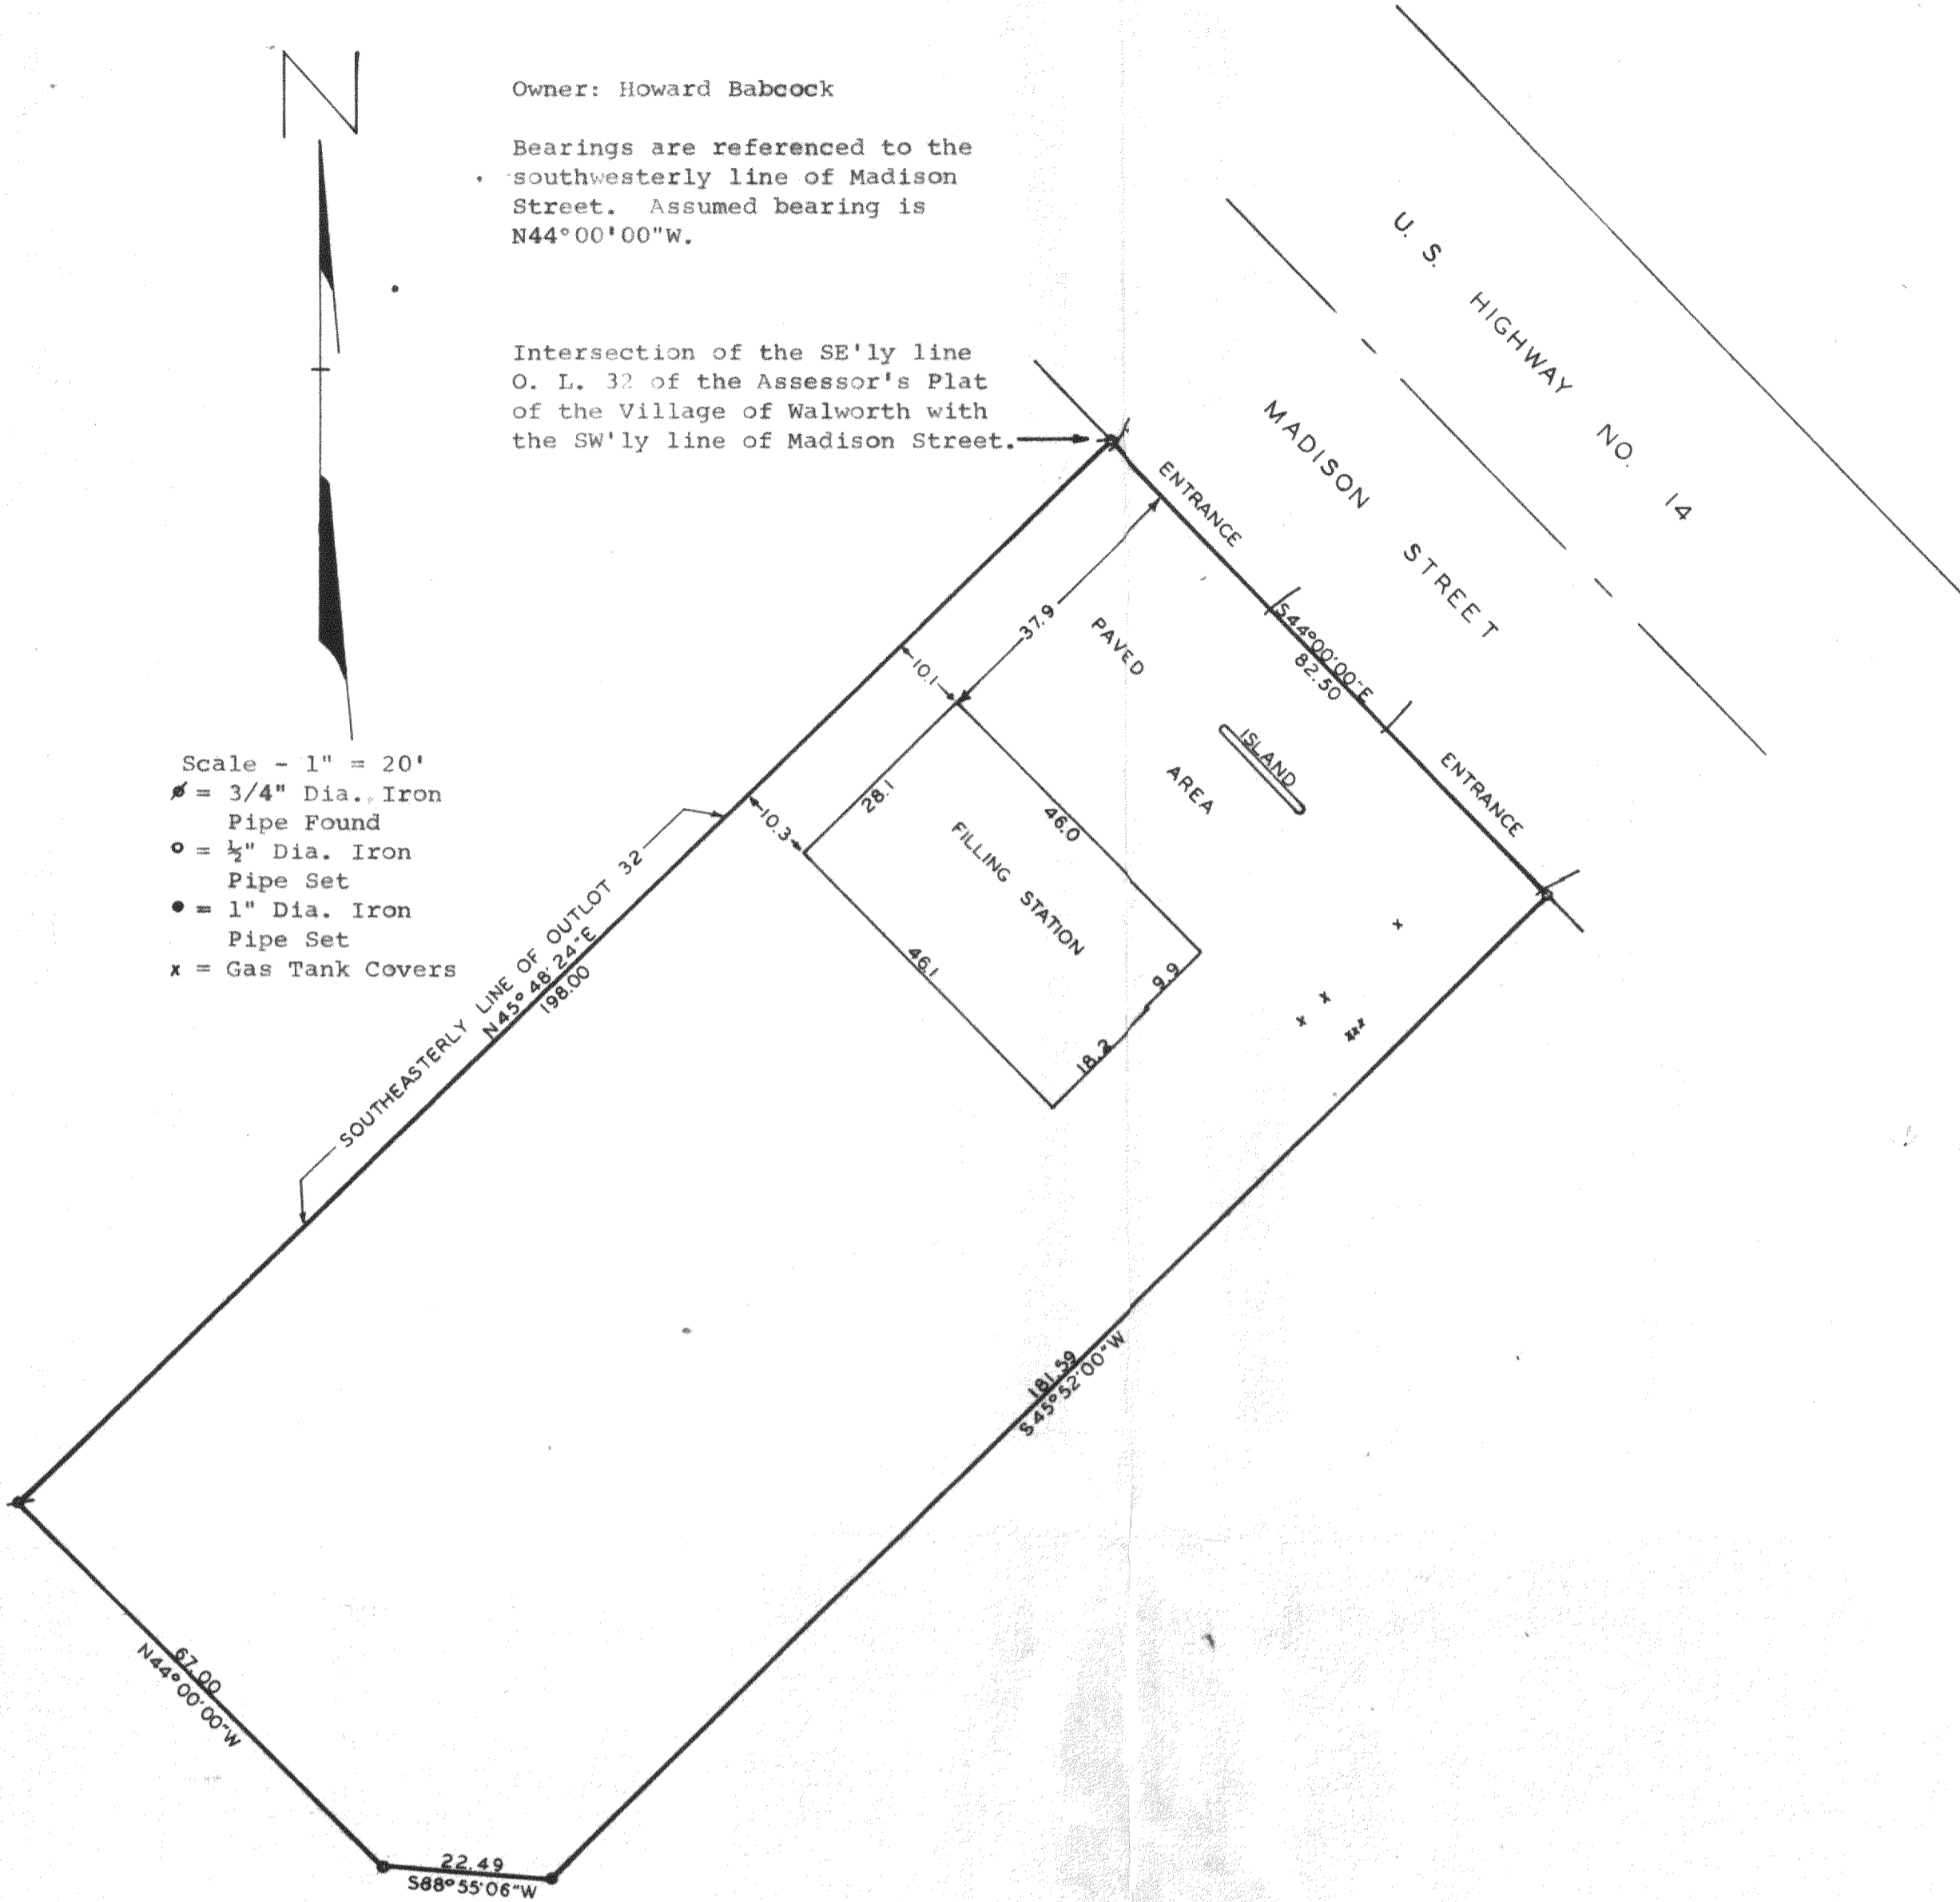 N
Owner: Howard Babcock
Bearings are referenced to the
southwesterly line of Madison
Street. Assumed bearing is
N44°00'00"W.
Intersection of the SE'ly line
O. L. 32 of the Assessor's Plat
of the Village of Walworth with
the SW'ly line of Madison Street.
U. S. HIGHWAY NO. 14
MADISON STREET
ENTRANCE
S44°00'00"E
82.50
ENTRANCE
37.9
PAVED AREA
ISLAND
10.1
28.1
46.0
10.3
FILLING STATION
46.1
9.9
18.2
Scale - 1" = 20'
ø = 3/4" Dia. Iron
Pipe Found
o = ½" Dia. Iron
Pipe Set
● = 1" Dia. Iron
Pipe Set
x = Gas Tank Covers
SOUTHEASTERLY LINE OF OUTLOT 32
N45°48'24"E
198.00
181.59
S45°52'00"W
67.00
N44°00'00"W
22.49
S88°55'06"W